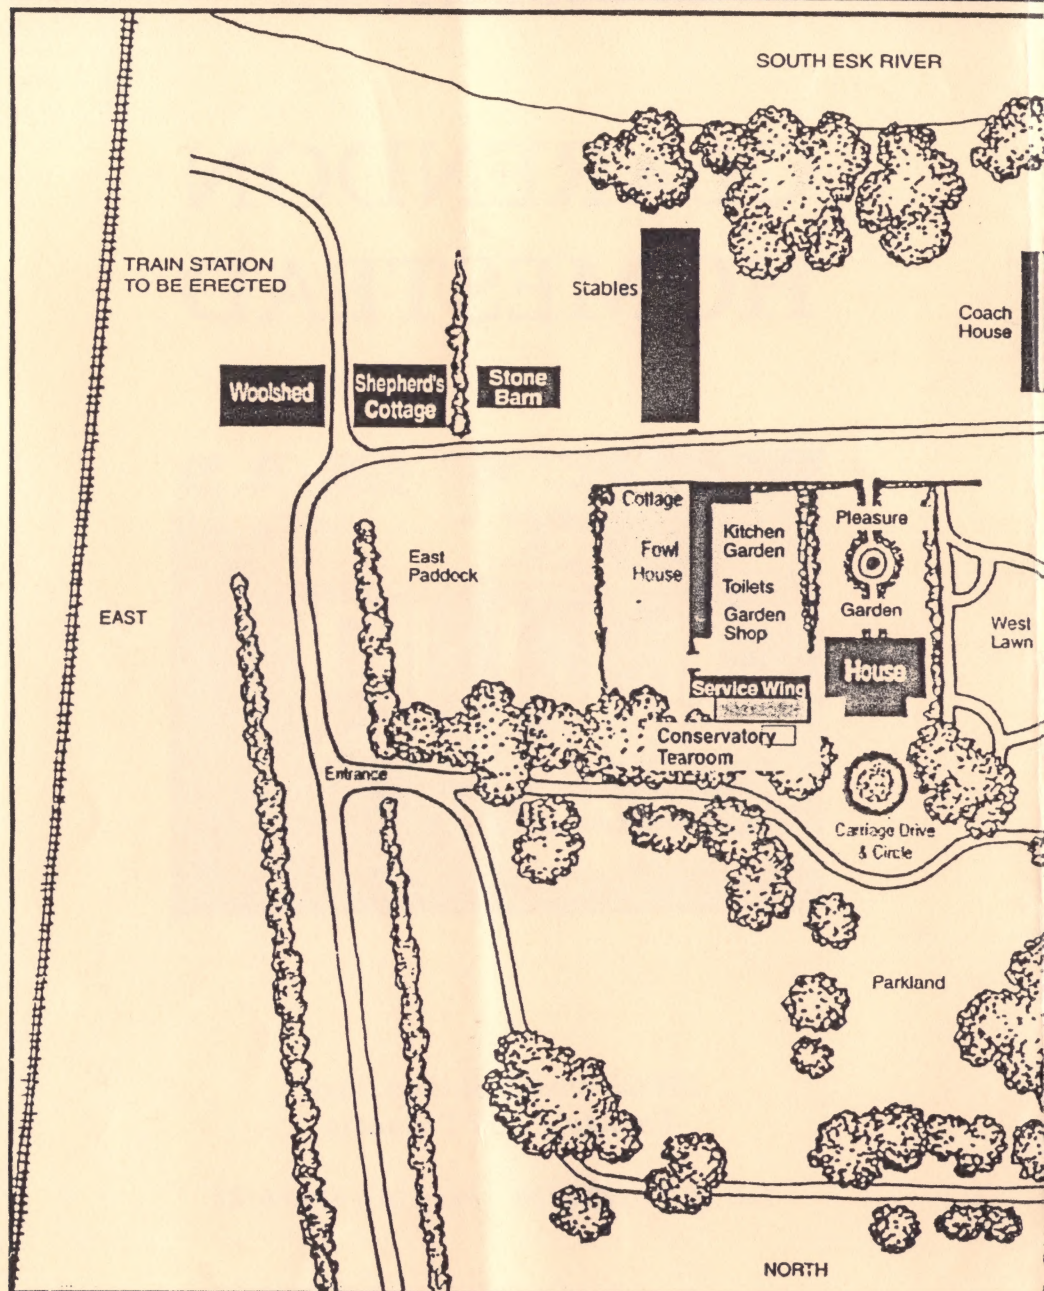 SOUTH ESK RIVER
TRAIN STATION
TO BE ERECTED
Stables
Coach
House
Woolshed
Shepherd's
Cottage
Stone
Barn
Cottage
Fowl
House
Kitchen
Garden
Toilets
Garden
Shop
Pleasure
Garden
East
Paddock
EAST
West
Lawn
House
Service Wing
Conservatory
Tearoom
Entrance
Carriage Drive
& Circle
Parkland
NORTH